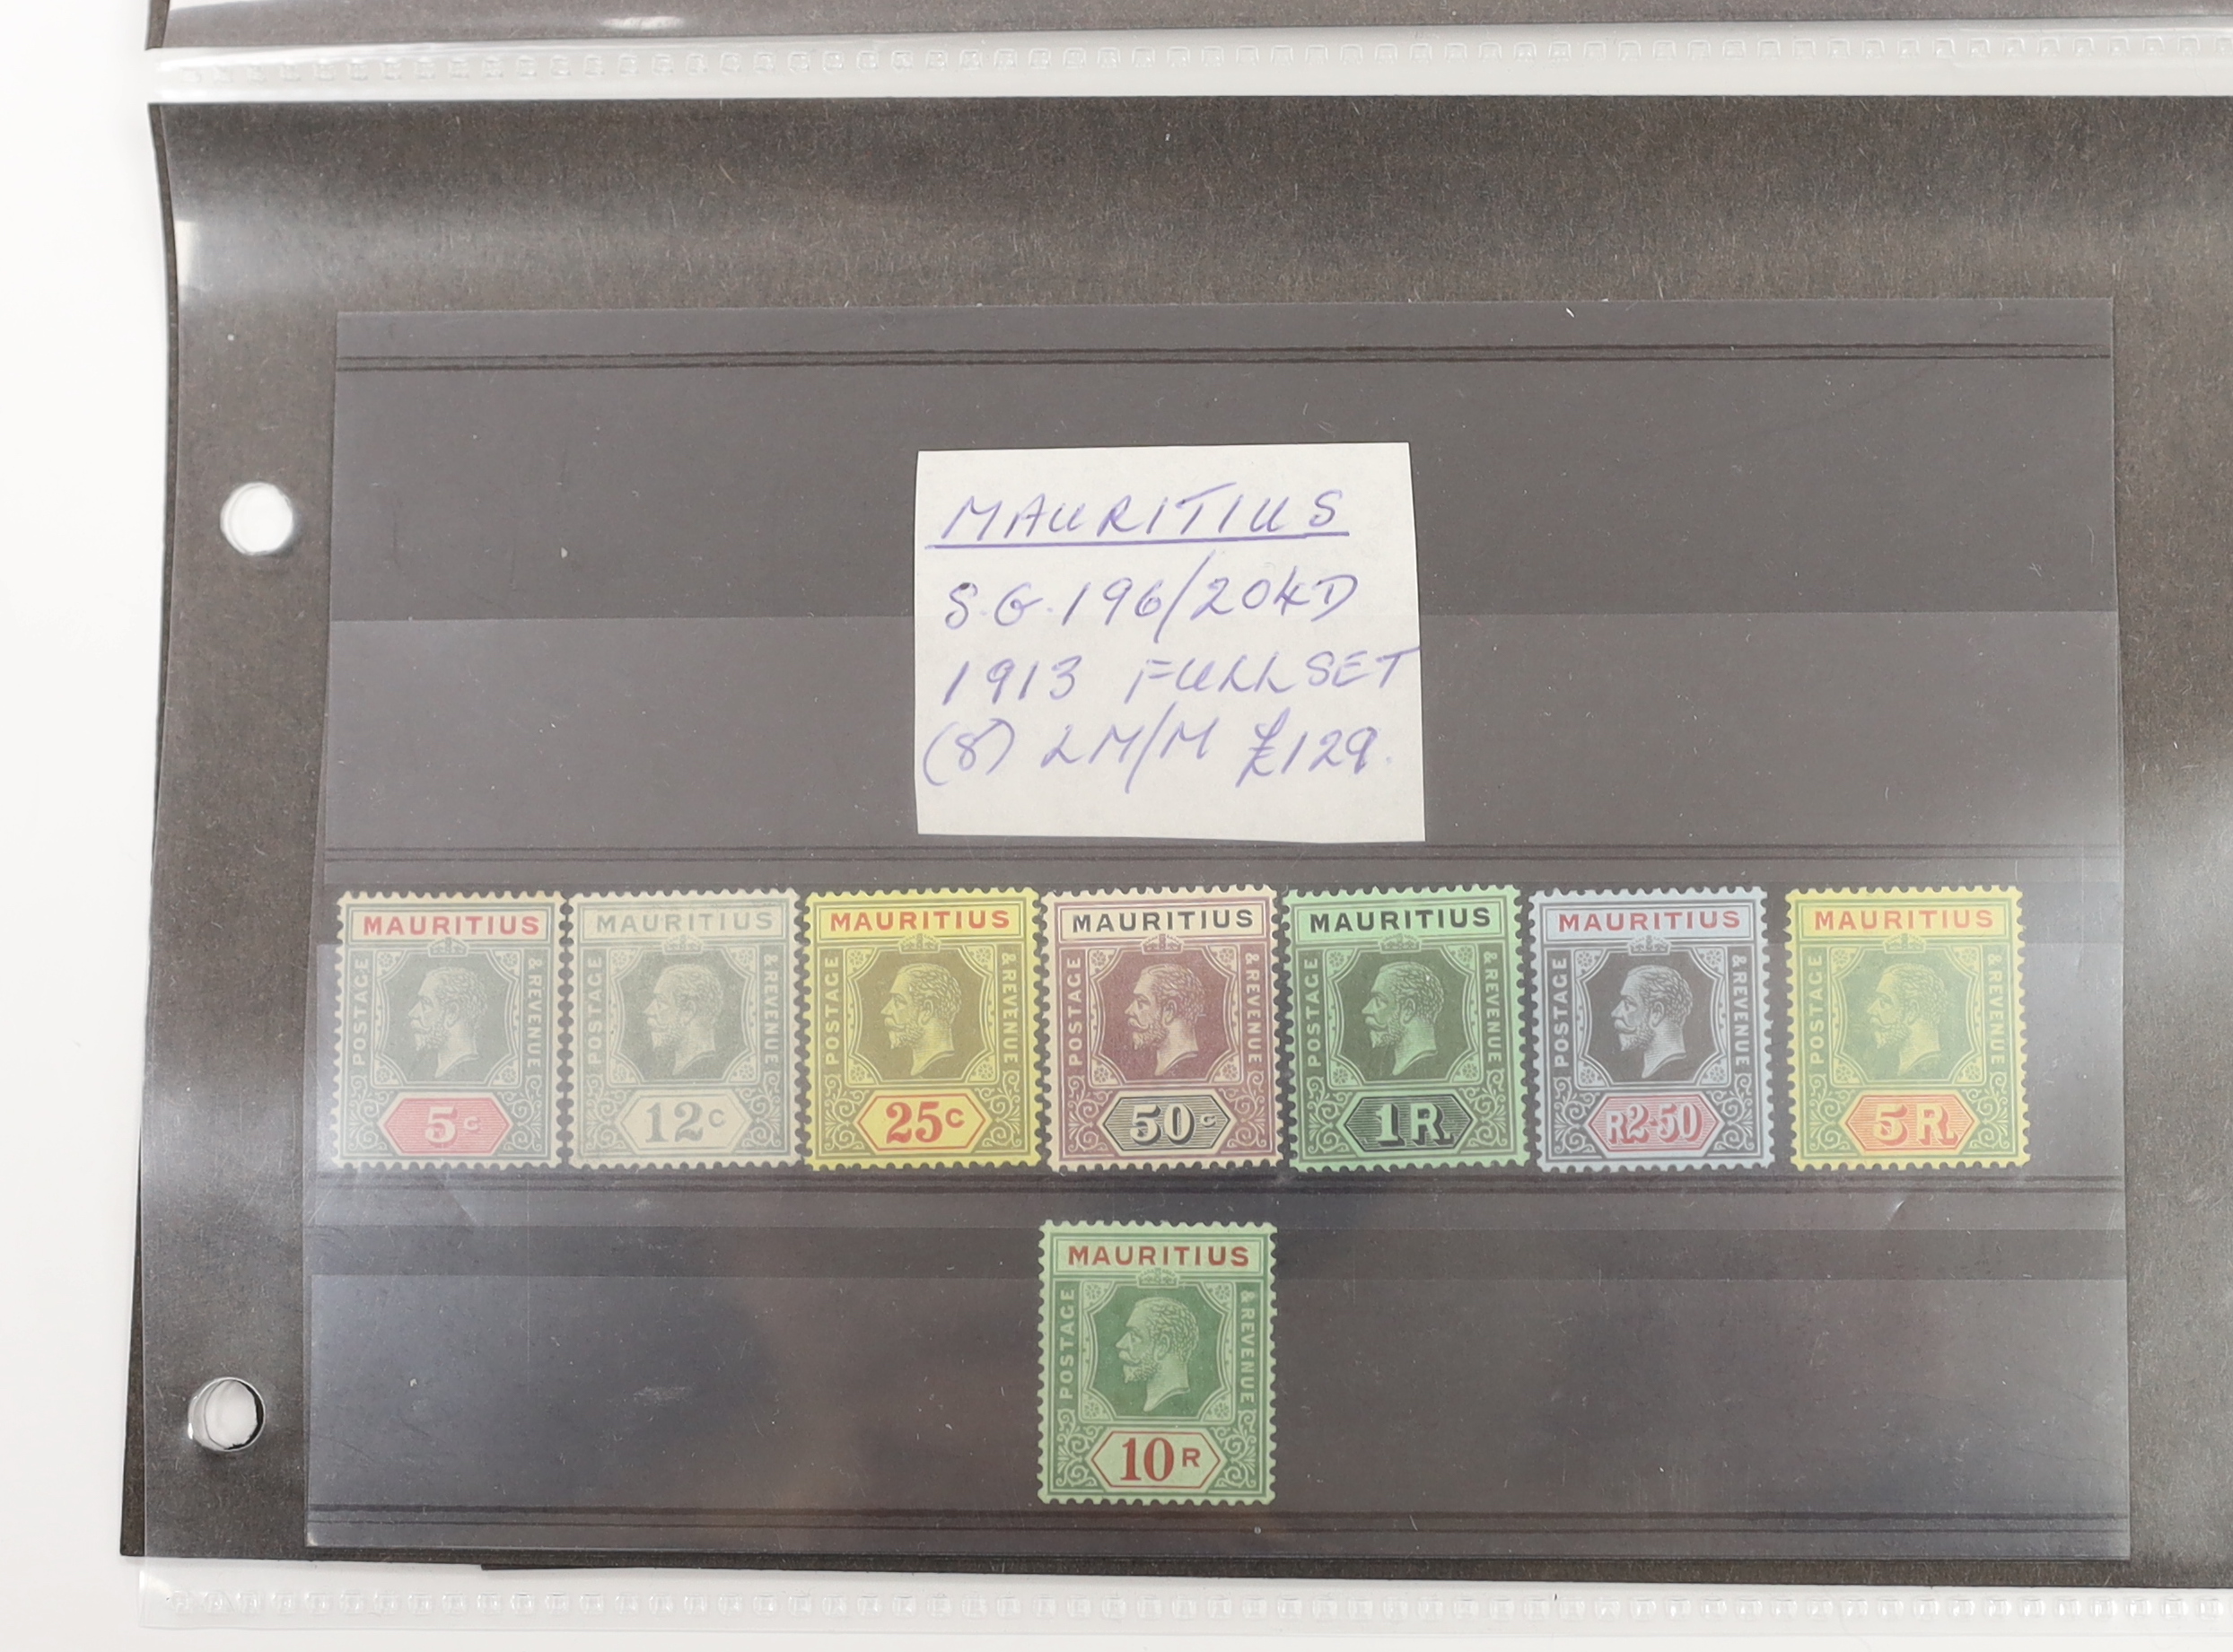 MAURITIUS
S.G. 196/204D
1913 FULL SET
(8) LM/M £129.
MAURITIUS
POSTAGE
& REVENUE
5c
MAURITIUS
POSTAGE
& REVENUE
12c
MAURITIUS
POSTAGE
& REVENUE
25c
MAURITIUS
POSTAGE
& REVENUE
50c
MAURITIUS
POSTAGE
& REVENUE
1R
MAURITIUS
POSTAGE
& REVENUE
R2·50
MAURITIUS
POSTAGE
& REVENUE
5R
MAURITIUS
POSTAGE
& REVENUE
10R